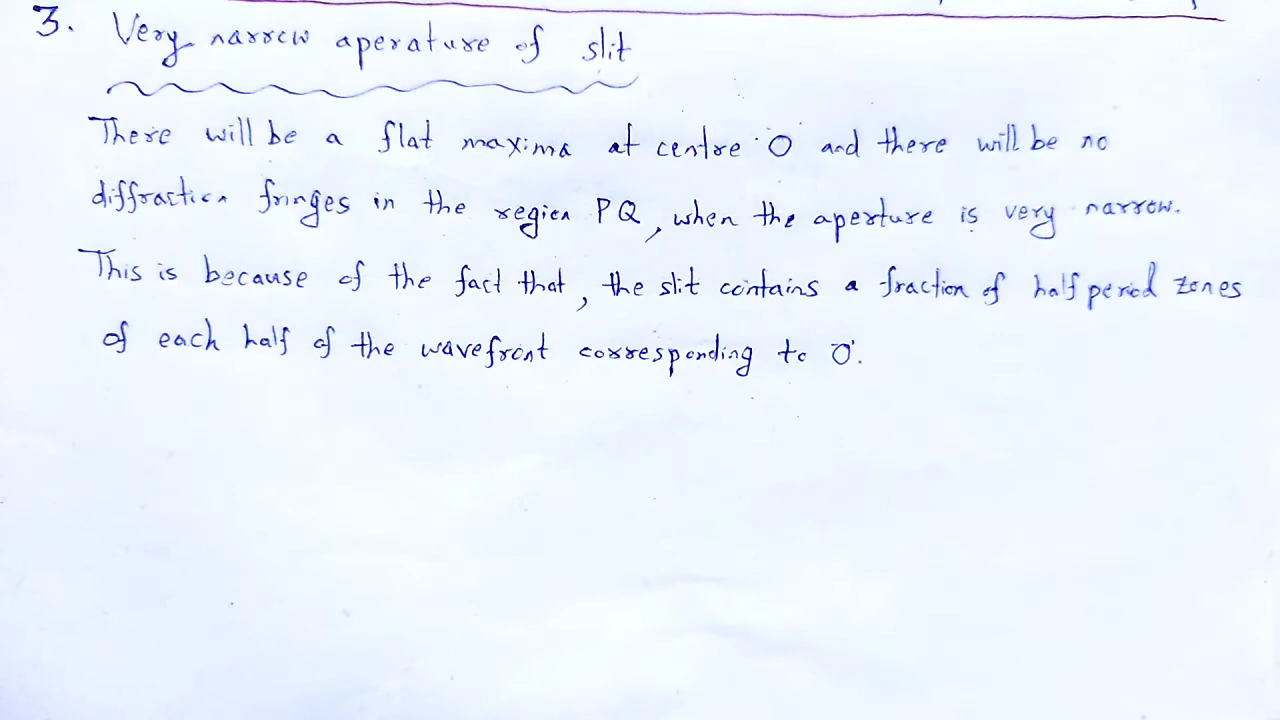 3. Very narrow aperature of slit
There will be a flat maxima at centre 'O' and there will be no
diffraction fringes in the region PQ, when the aperture is very narrow.
This is because of the fact that, the slit contains a fraction of half period zones
of each half of the wavefront corresponding to 'O'.